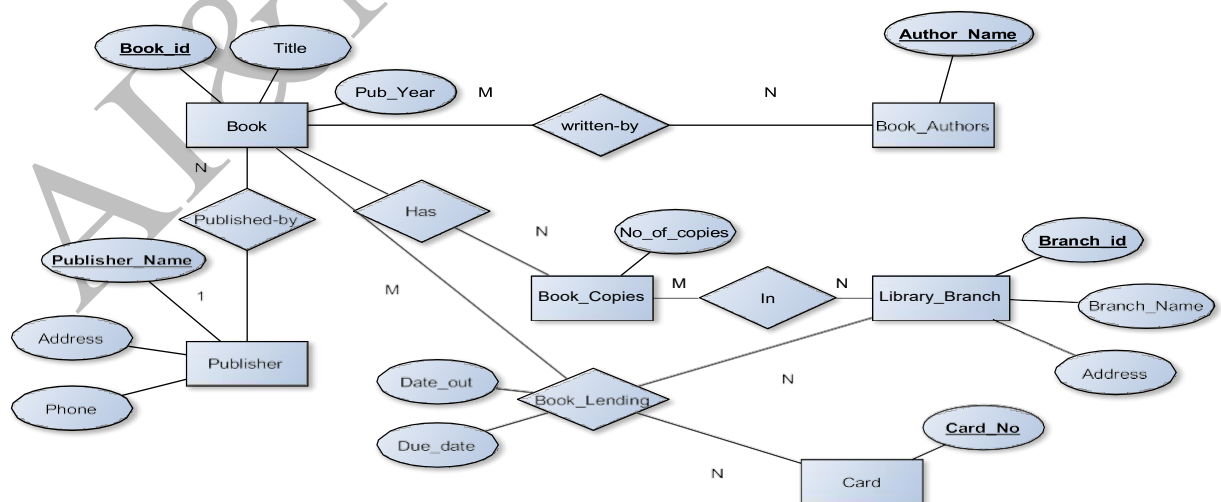 Author_Name
Book_id
Title
Pub_Year
M
N
Book
written-by
Book_Authors
N
Published-by
Has
No_of_copies
N
Branch_id
Publisher_Name
1
M
Book_Copies
M
In
N
Library_Branch
Branch_Name
Address
Publisher
Address
N
Date_out
Book_Lending
Phone
Card_No
Due_date
N
Card
AI&